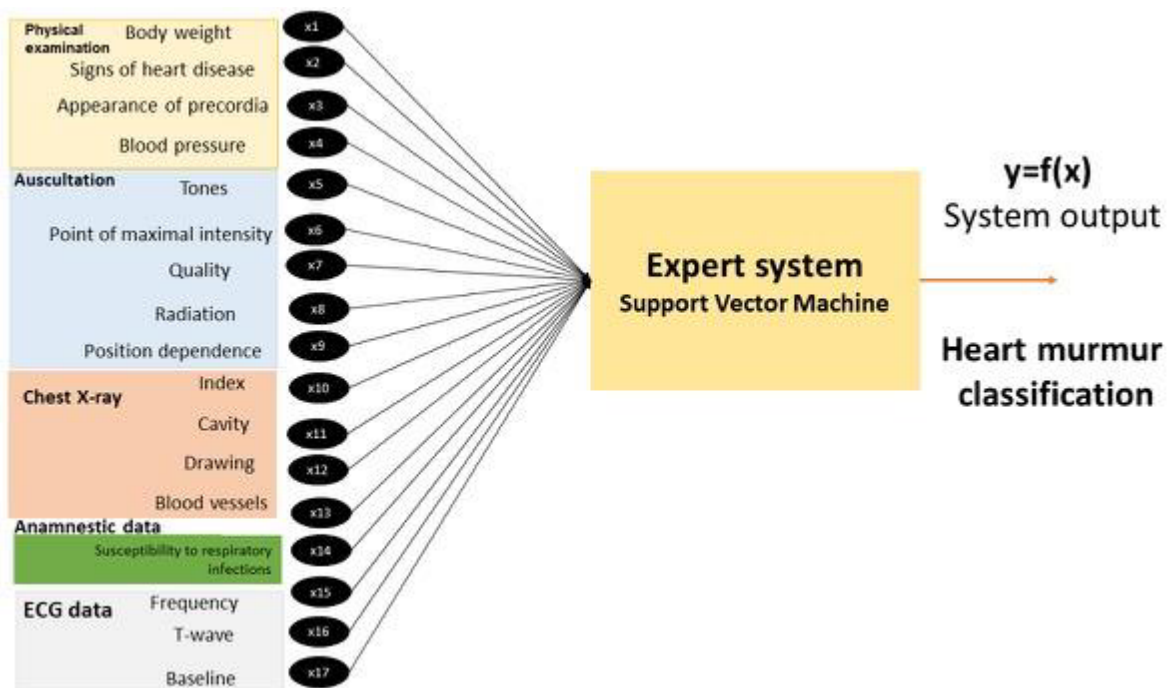 Physical
examination
Body weight
x1
Signs of heart disease
x2
Appearance of precordia
x3
Blood pressure
x4
Auscultation
Tones
x5
Point of maximal intensity
x6
Quality
x7
Radiation
x8
Position dependence
x9
Chest X-ray
Index
x10
Cavity
x11
Drawing
x12
Blood vessels
x13
Anamnestic data
Susceptibility to respiratory
infections
x14
ECG data
Frequency
x15
T-wave
x16
Baseline
x17
Expert system
Support Vector Machine
y=f(x)
System output
Heart murmur
classification